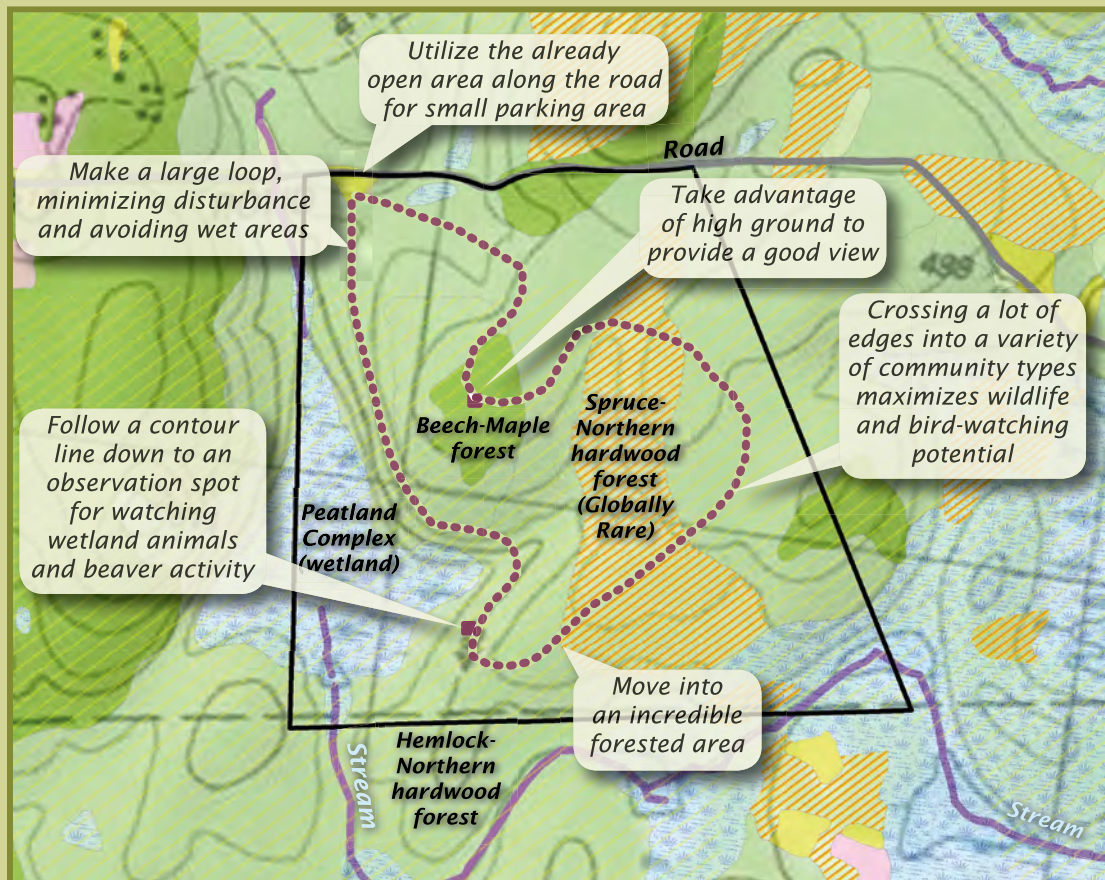 Utilize the already
open area along the road
for small parking area
Road
Make a large loop,
minimizing disturbance
and avoiding wet areas
Take advantage
of high ground to
provide a good view
498
Crossing a lot of
edges into a variety
of community types
maximizes wildlife
and bird-watching
potential
Beech-Maple
forest
Spruce-
Northern
hardwood
forest
(Globally
Rare)
Follow a contour
line down to an
observation spot
for watching
wetland animals
and beaver activity
Peatland
Complex
(wetland)
Move into
an incredible
forested area
Hemlock-
Northern
hardwood
forest
Stream
Stream